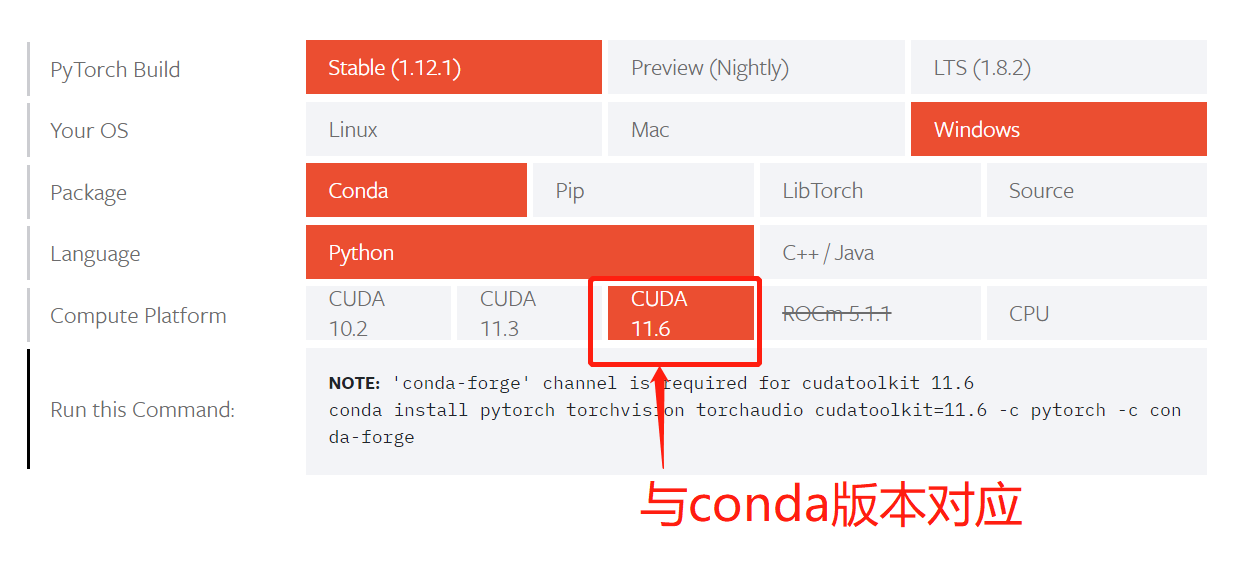 PyTorch Build
Stable (1.12.1)
Preview (Nightly)
LTS (1.8.2)
Your OS
Linux
Mac
Windows
Package
Conda
Pip
LibTorch
Source
Language
Python
C++ / Java
Compute Platform
CUDA
10.2
CUDA
11.3
CUDA
11.6
ROCm 5.1.1
CPU
Run this Command:
NOTE: 'conda-forge' channel is required for cudatoolkit 11.6
conda install pytorch torchvision torchaudio cudatoolkit=11.6 -c pytorch -c con
da-forge
与conda版本对应